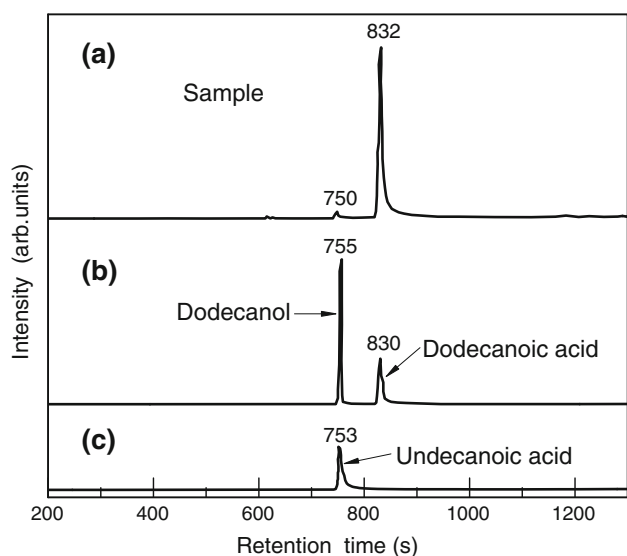 (a)
832
Sample
750
(b)
755
Dodecanol
830
Dodecanoic acid
(c)
753
Undecanoic acid
Intensity (arb.units)
200 400 600 800 1000 1200
Retention time (s)